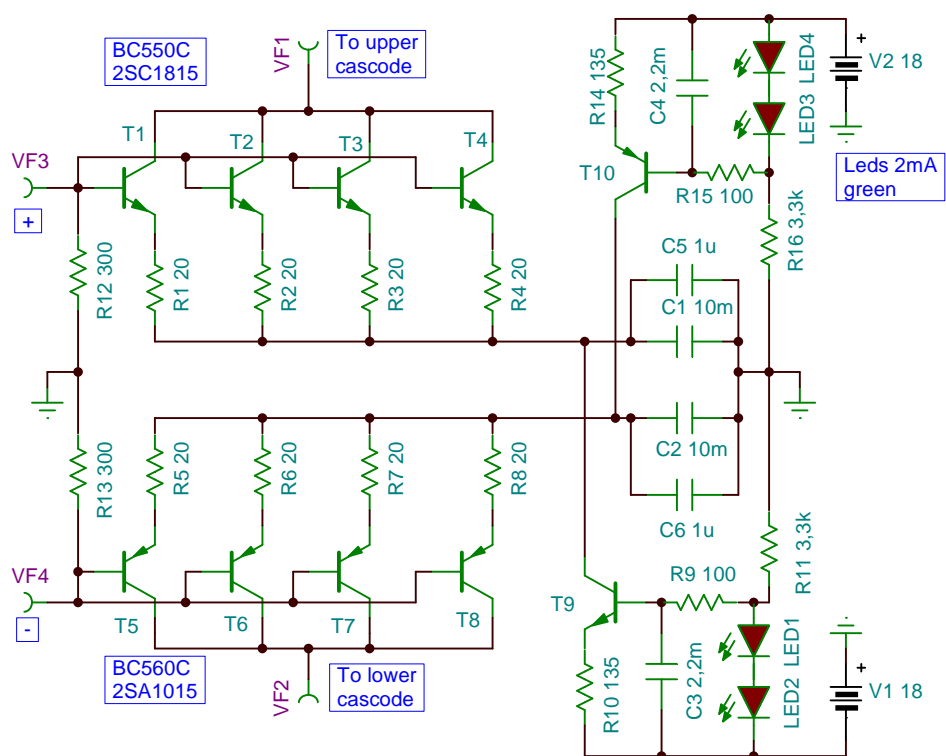 BC550C
2SC1815
VF1
To upper
cascode
R14 135
C4 2,2m
LED4
LED3
V2 18
+
T1
T2
T3
T4
T10
VF3
+
R15 100
Leds 2mA
green
R12 300
R1 20
R2 20
R3 20
R4 20
C5 1u
C1 10m
R16 3,3k
R13 300
R5 20
R6 20
R7 20
R8 20
C2 10m
C6 1u
R11 3,3k
VF4
-
T5
T6
T7
T8
T9
R9 100
BC560C
2SA1015
VF2
To lower
cascode
R10 135
C3 2,2m
LED1
LED2
V1 18
+